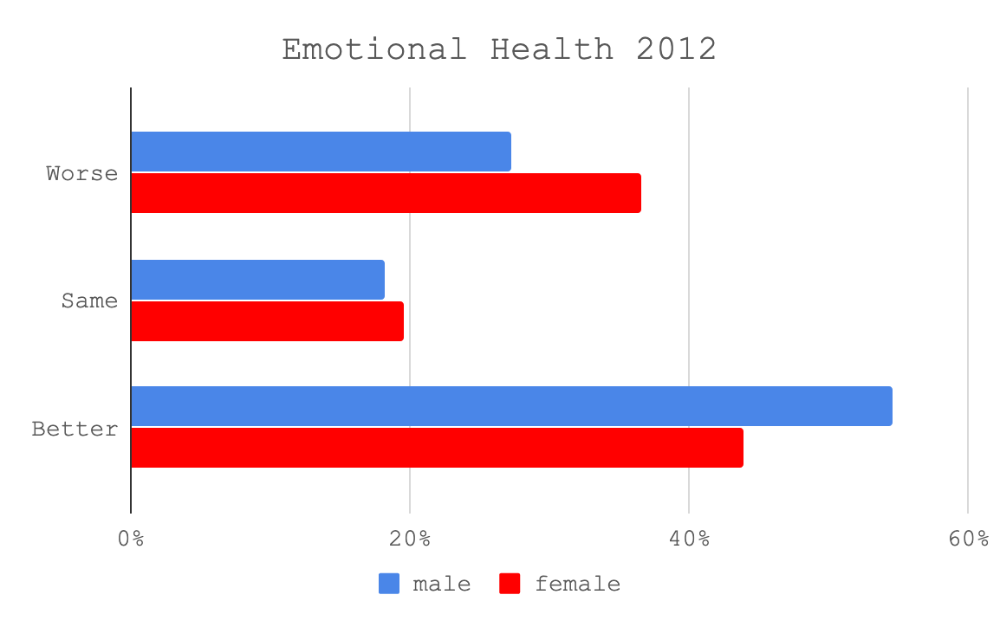 Emotional Health 2012
Worse
Same
Better
0% 20% 40% 60%
male female